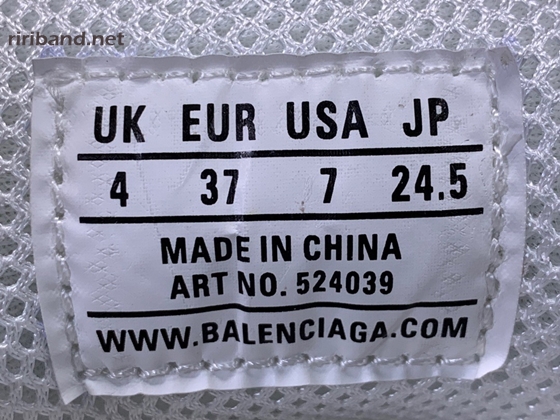 ririband.net
UK EUR USA JP
4 37 7 24.5
MADE IN CHINA
ART NO. 524039
WWW.BALENCIAGA.COM